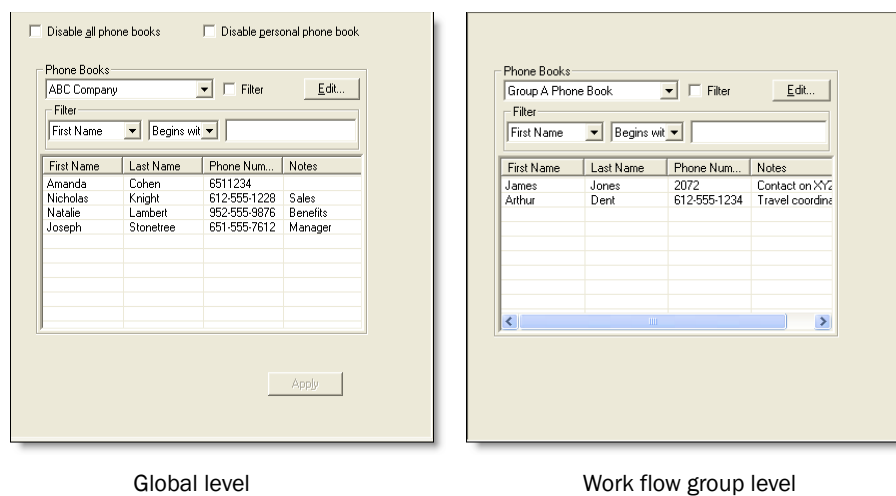 Disable all phone books Disable personal phone book
Phone Books
ABC Company Filter Edit...
Filter
First Name Begins wit
First Name Last Name Phone Num... Notes
Amanda Cohen 6511234
Nicholas Knight 612-555-1228 Sales
Natalie Lambert 952-555-9876 Benefits
Joseph Stonetree 651-555-7612 Manager
Apply
Global level
Phone Books
Group A Phone Book Filter Edit...
Filter
First Name Begins wit
First Name Last Name Phone Num... Notes
James Jones 2072 Contact on XYZ
Arthur Dent 612-555-1234 Travel coordina
Work flow group level